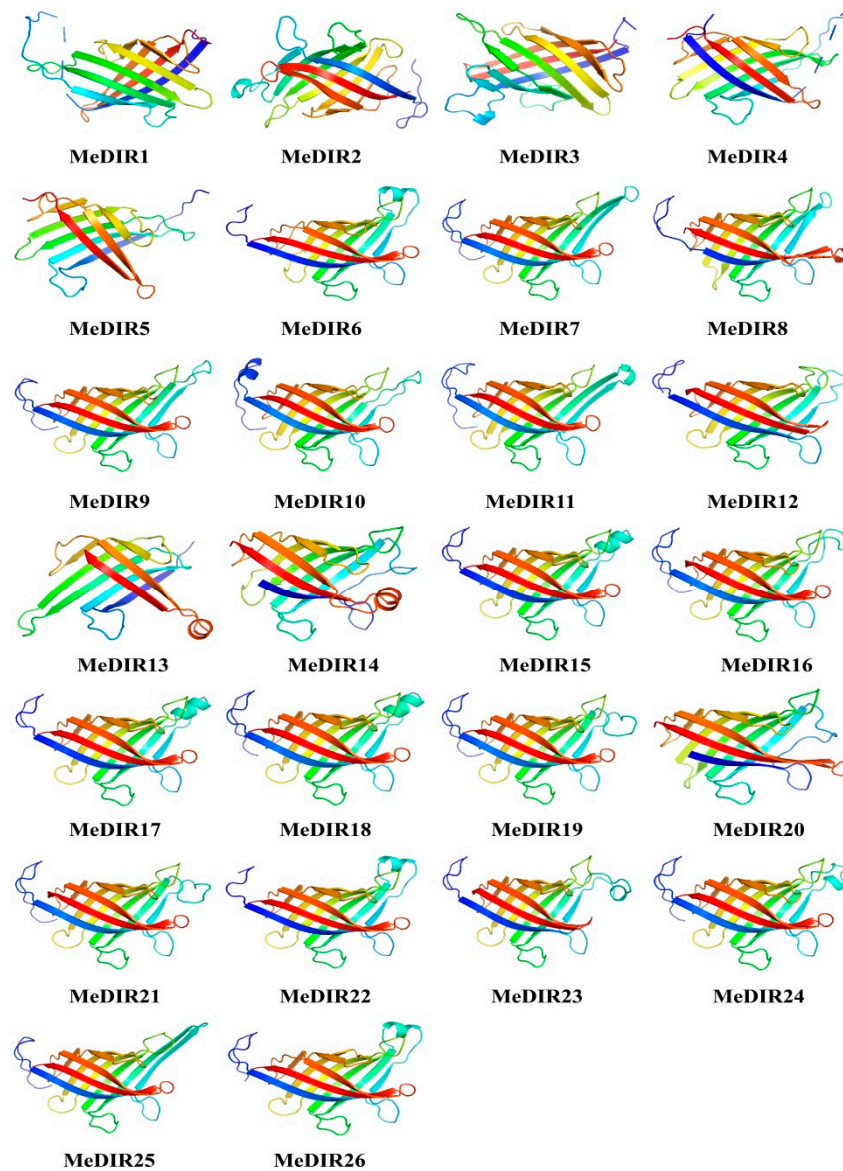 MeDIR1 MeDIR2 MeDIR3 MeDIR4
MeDIR5 MeDIR6 MeDIR7 MeDIR8
MeDIR9 MeDIR10 MeDIR11 MeDIR12
MeDIR13 MeDIR14 MeDIR15 MeDIR16
MeDIR17 MeDIR18 MeDIR19 MeDIR20
MeDIR21 MeDIR22 MeDIR23 MeDIR24
MeDIR25 MeDIR26